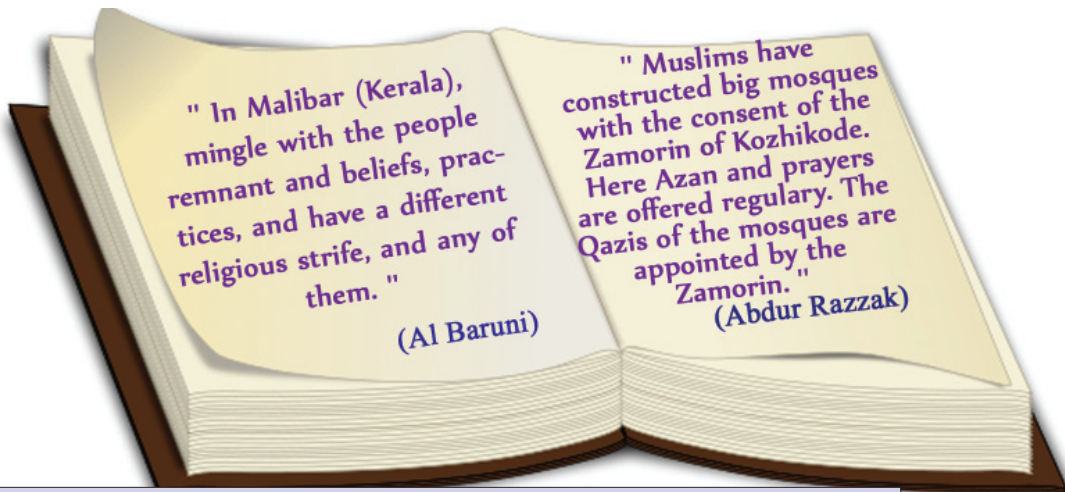 " In Malibar (Kerala),
mingle with the people
remnant and beliefs, prac-
tices, and have a different
religious strife, and any of
them. "
(Al Baruni)
" Muslims have
constructed big mosques
with the consent of the
Zamorin of Kozhikode.
Here Azan and prayers
are offered regulary. The
Qazis of the mosques are
appointed by the
Zamorin. "
(Abdur Razzak)